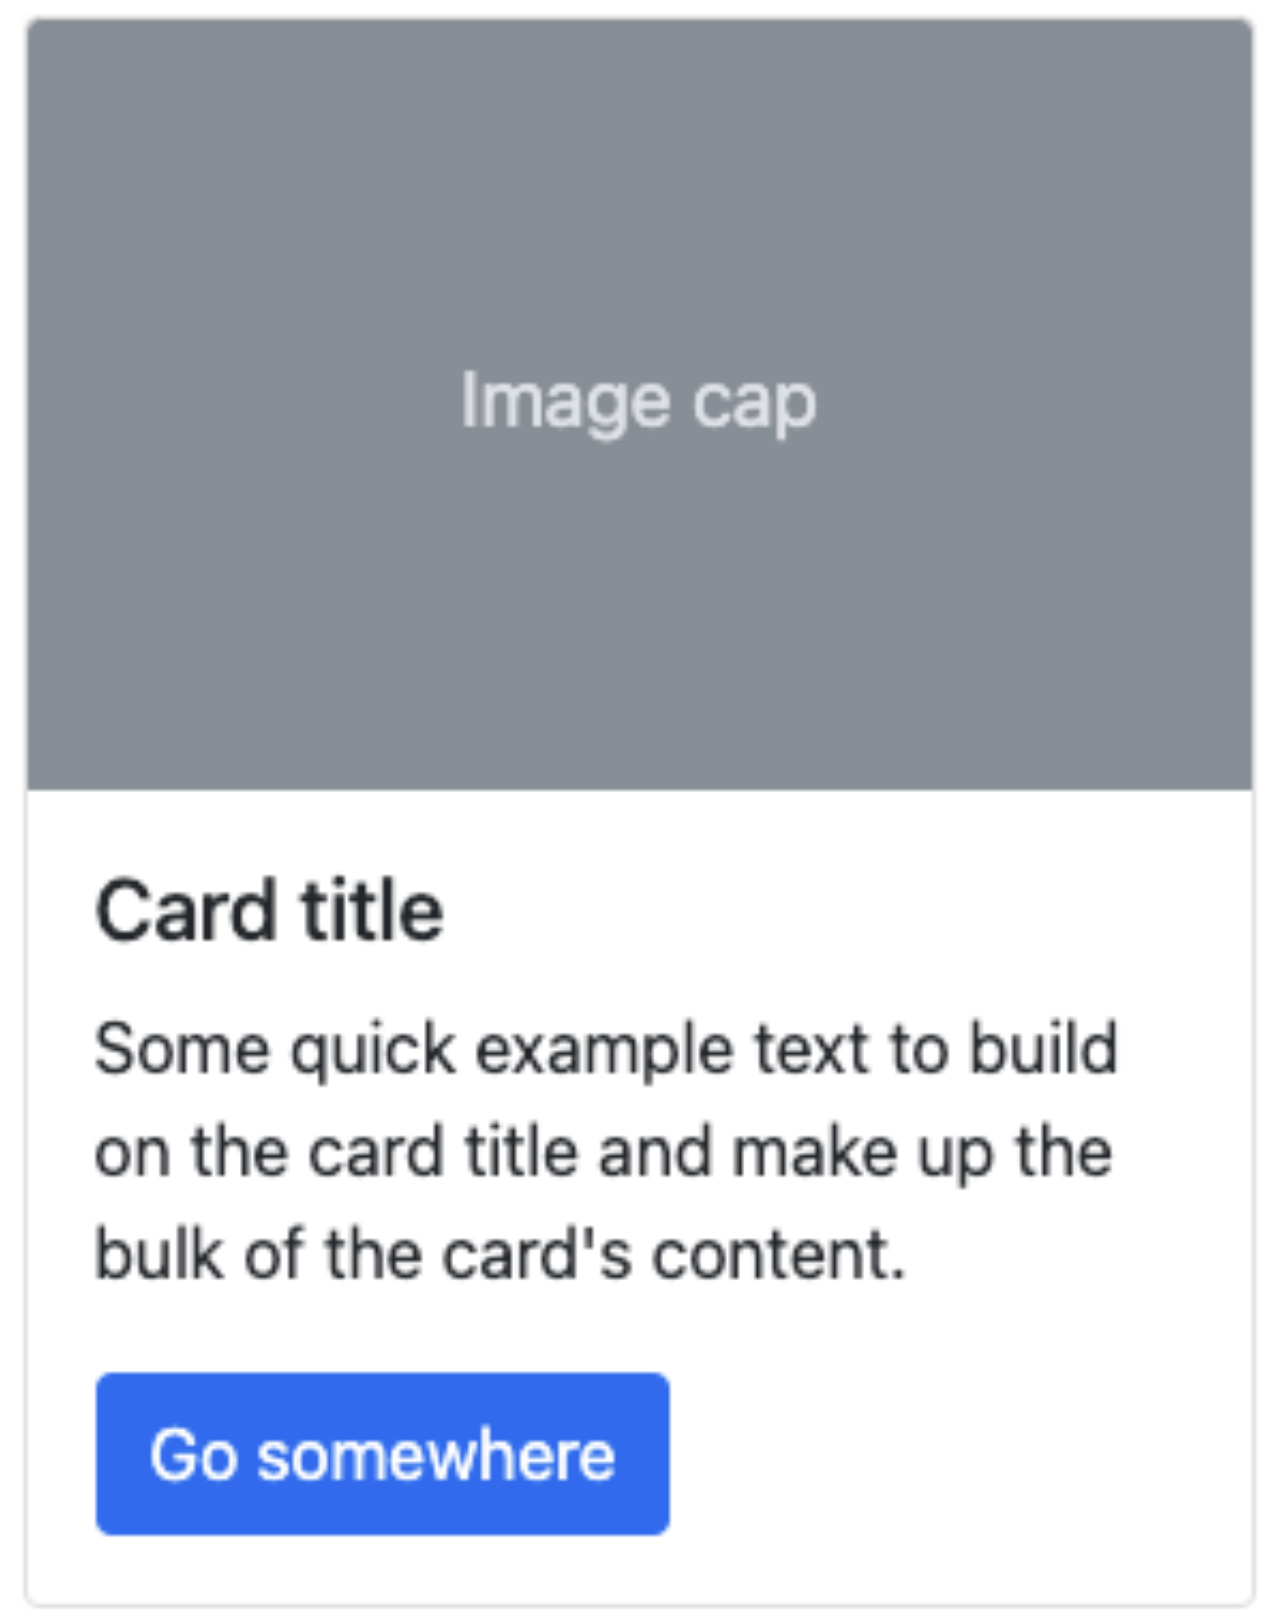 Image cap
Card title
Some quick example text to build
on the card title and make up the
bulk of the card's content.
Go somewhere